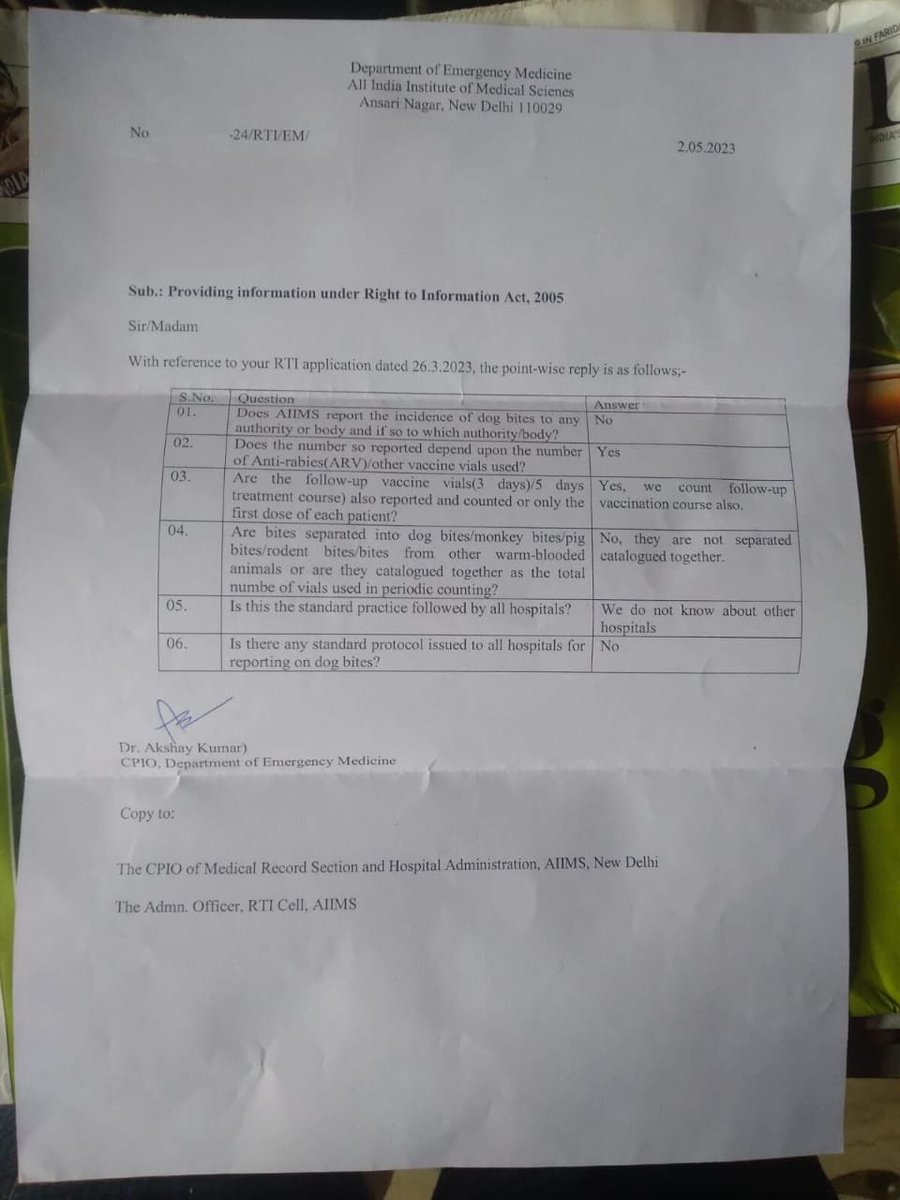 Department of Emergency Medicine
All India Institute of Medical Scienes
Ansari Nagar, New Delhi 110029
No -24/RTI/EM/
2.05.2023
Sub.: Providing information under Right to Information Act, 2005
Sir/Madam
With reference to your RTI application dated 26.3.2023, the point-wise reply is as follows;-
S.No. Question Answer
01. Does AIIMS report the incidence of dog bites to any No
authority or body and if so to which authority/body?
02. Does the number so reported depend upon the number Yes
of Anti-rabies(ARV)/other vaccine vials used?
03. Are the follow-up vaccine vials(3 days)/5 days Yes, we count follow-up
treatment course) also reported and counted or only the vaccination course also.
first dose of each patient?
04. Are bites separated into dog bites/monkey bites/pig No, they are not separated
bites/rodent bites/bites from other warm-blooded catalogued together.
animals or are they catalogued together as the total
numbe of vials used in periodic counting?
05. Is this the standard practice followed by all hospitals? We do not know about other
hospitals
06. Is there any standard protocol issued to all hospitals for No
reporting on dog bites?
Dr. Akshay Kumar)
CPIO, Department of Emergency Medicine
Copy to:
The CPIO of Medical Record Section and Hospital Administration, AIIMS, New Delhi
The Admn. Officer, RTI Cell, AIIMS